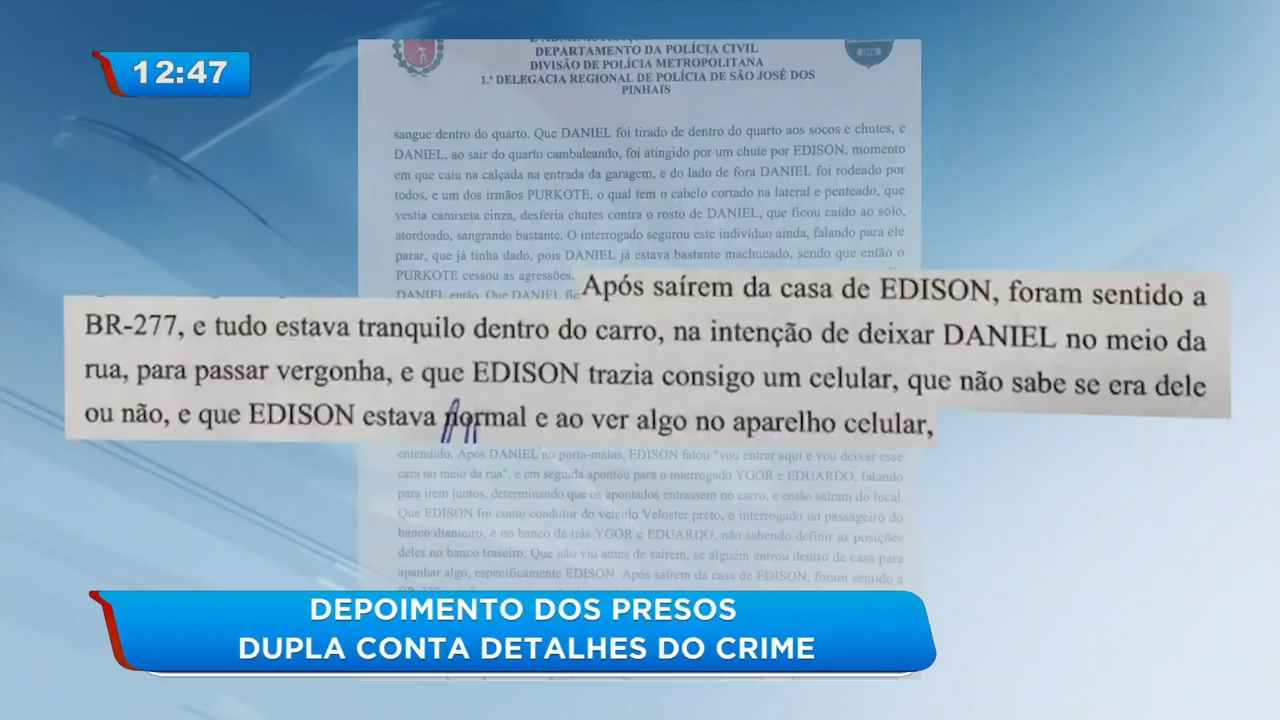 12:47
DEPARTAMENTO DA POLÍCIA CIVIL
DIVISÃO DE POLÍCIA METROPOLITANA
1.ª DELEGACIA REGIONAL DE POLÍCIA DE SÃO JOSÉ DOS
PINHAIS
sangue dentro do quarto. Que DANIEL foi tirado de dentro do quarto aos socos e chutes, e
DANIEL, ao sair do quarto cambaleando, foi atingido por um chute por EDISON, momento
em que caiu na calçada na entrada da garagem, e do lado de fora DANIEL foi rodeado por
todos, e um dos irmãos PURKOTE, o qual tem o cabelo cortado na lateral e penteado, que
vestia camiseta cinza, desferia chutes contra o rosto de DANIEL, que ficou caído ao solo,
atordoado, sangrando bastante. O interrogado segurou este indivíduo ainda, falando para ele
parar, que já tinha dado, pois DANIEL já estava bastante machucado, sendo que então o
PURKOTE cessou as agressões.
DANIEL então. Que DANIEL
Após saírem da casa de EDISON, foram sentido a
BR-277, e tudo estava tranquilo dentro do carro, na intenção de deixar DANIEL no meio da
rua, para passar vergonha, e que EDISON trazia consigo um celular, que não sabe se era dele
ou não, e que EDISON estava normal e ao ver algo no aparelho celular,
entendido. Após DANIEL no porta-malas, EDISON falou "vou entrar aqui e vou deixar esse
cara no meio da rua", e em seguida apontou para o interrogado YGOR e EDUARDO, falando
para irem juntos, determinando que os apontados entrassem no carro, e então saíram do local.
Que EDISON foi como condutor do veículo Veloster preto, o interrogado no passageiro do
banco dianteiro, e no banco de trás YGOR e EDUARDO, não sabendo definir as posições
deles no banco traseiro. Que não viu antes de saírem, se alguém entrou dentro de casa para
apanhar algo, especificamente EDISON. Após saírem da casa de EDISON, foram sentido a
DEPOIMENTO DOS PRESOS
DUPLA CONTA DETALHES DO CRIME